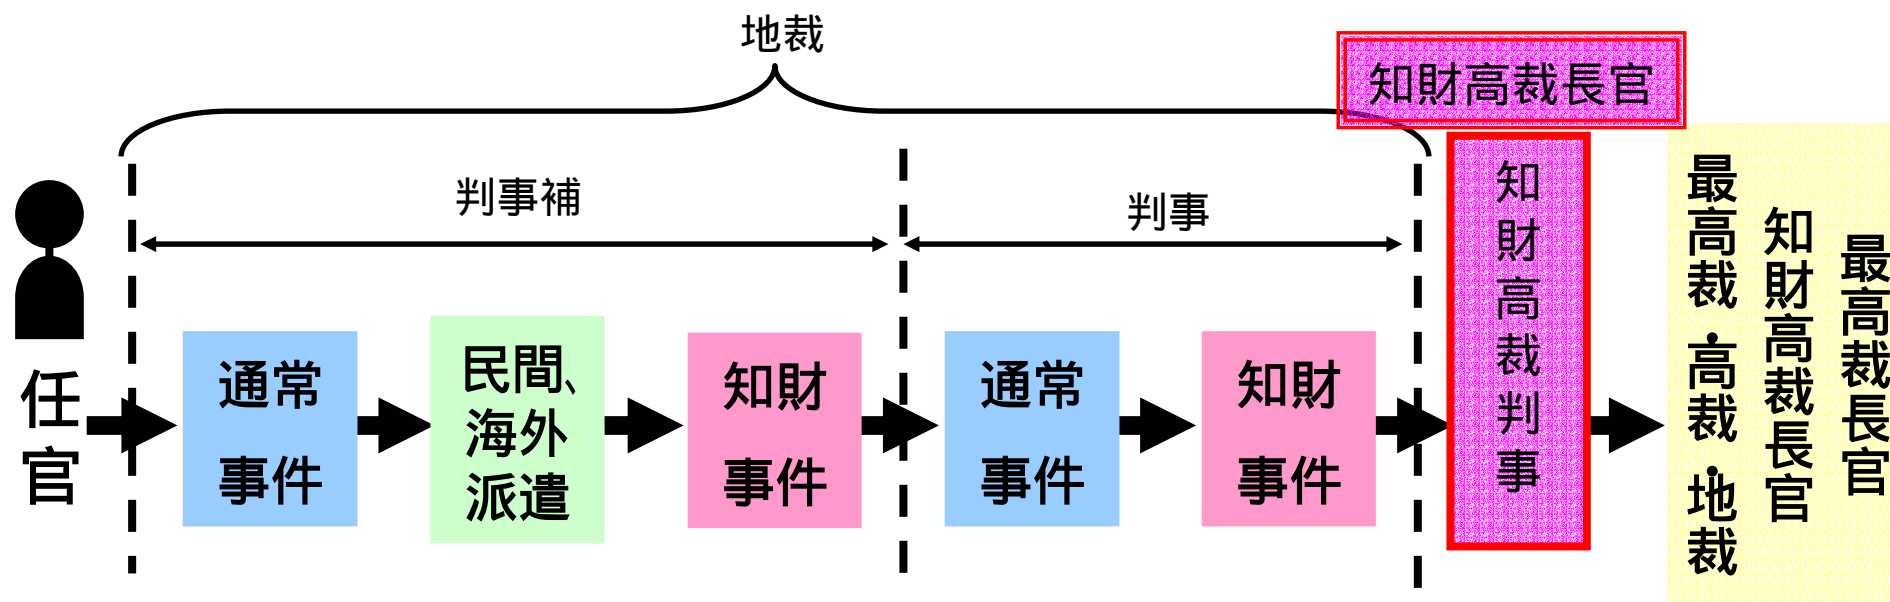 地裁
知財高裁長官
判事補
判事
任官
通常
事件
民間、
海外
派遣
知財
事件
通常
事件
知財
事件
知財高裁判事
最高裁・高裁・地裁
知財高裁長官
最高裁長官